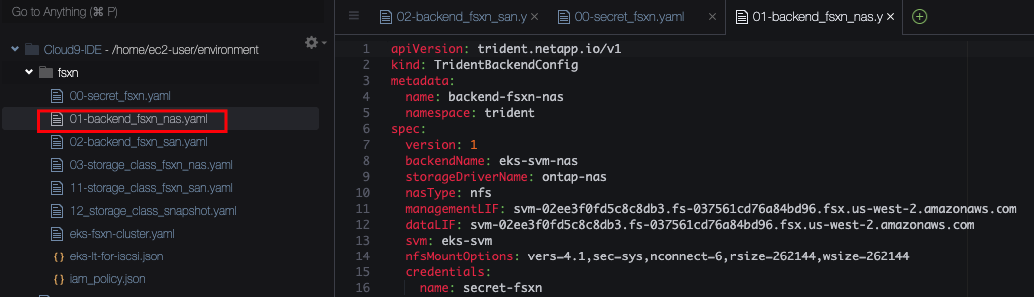 Go to Anything (⌘ P)
Cloud9-IDE - /home/ec2-user/environment
fsxn
00-secret_fsxn.yaml
01-backend_fsxn_nas.yaml
02-backend_fsxn_san.yaml
03-storage_class_fsxn_nas.yaml
11-storage_class_fsxn_san.yaml
12_storage_class_snapshot.yaml
eks-fsxn-cluster.yaml
{ } eks-lt-for-iscsi.json
{ } iam_policy.json
02-backend_fsxn_san.y
00-secret_fsxn.yaml
01-backend_fsxn_nas.y
1 apiVersion: trident.netapp.io/v1
2 kind: TridentBackendConfig
3 metadata:
4 name: backend-fsxn-nas
5 namespace: trident
6 spec:
7 version: 1
8 backendName: eks-svm-nas
9 storageDriverName: ontap-nas
10 nasType: nfs
11 managementLIF: svm-02ee3f0fd5c8c8db3.fs-037561cd76a84bd96.fsx.us-west-2.amazonaws.com
12 dataLIF: svm-02ee3f0fd5c8c8db3.fs-037561cd76a84bd96.fsx.us-west-2.amazonaws.com
13 svm: eks-svm
14 nfsMountOptions: vers=4.1,sec=sys,nconnect=6,rsize=262144,wsize=262144
15 credentials:
16 name: secret-fsxn